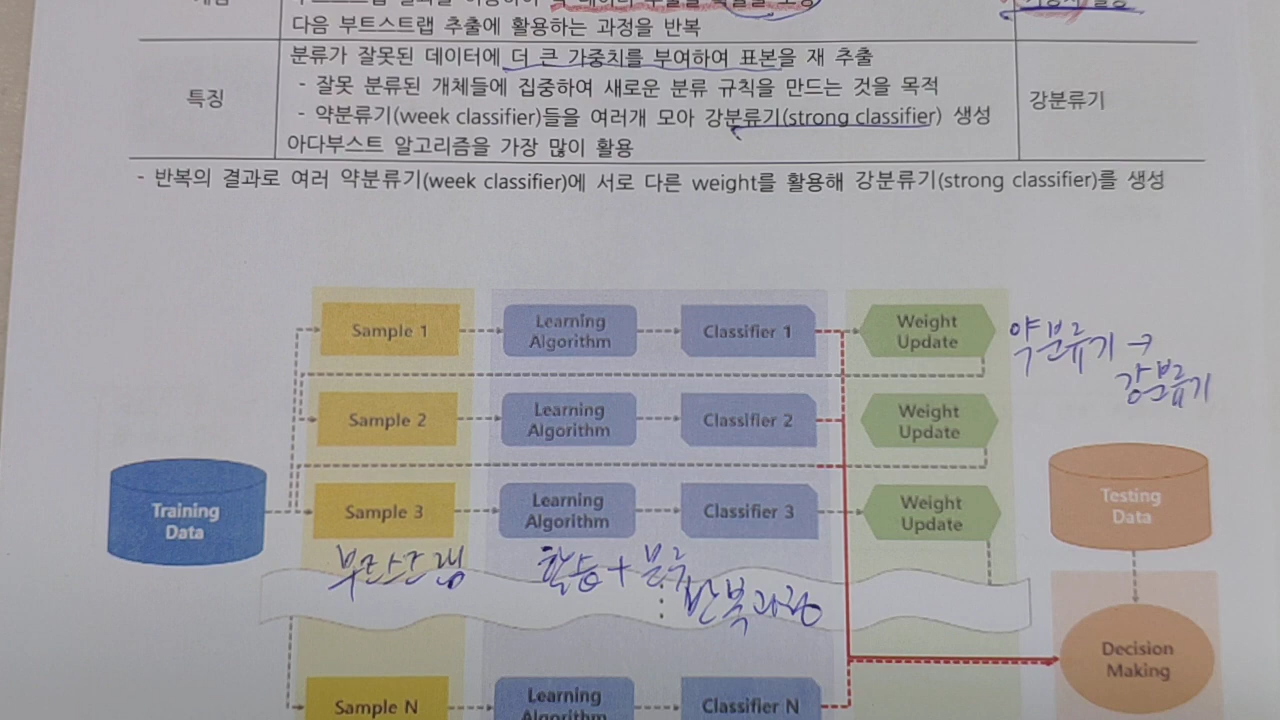 다음 부트스트랩 추출에 활용하는 과정을 반복
특징
분류가 잘못된 데이터에 더 큰 가중치를 부여하여 표본을 재 추출
- 잘못 분류된 개체들에 집중하여 새로운 분류 규칙을 만드는 것을 목적
- 약분류기(week classifier)들을 여러개 모아 강분류기(strong classifier) 생성
아다부스트 알고리즘을 가장 많이 활용
강분류기
- 반복의 결과로 여러 약분류기(week classifier)에 서로 다른 weight를 활용해 강분류기(strong classifier)를 생성
Sample 1
Learning
Algorithm
Classifier 1
Weight
Update
약분류기 →
강분류기
Sample 2
Learning
Algorithm
Classifier 2
Weight
Update
Training
Data
Sample 3
Learning
Algorithm
Classifier 3
Weight
Update
Testing
Data
부트스트랩
학습 + 분류
반복과정
Decision
Making
Sample N
Learning
Algorithm
Classifier N